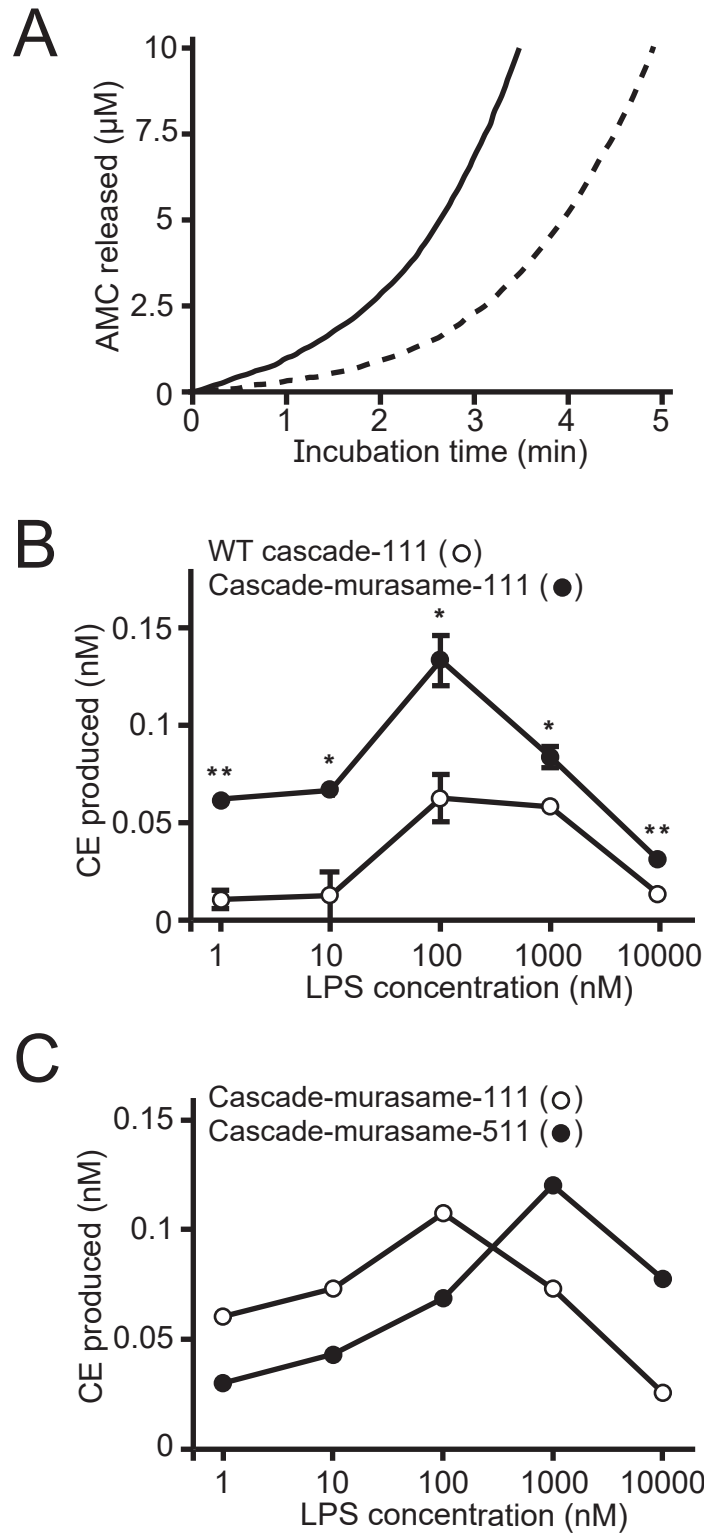 A
AMC released (μM)
10
7.5
5
2.5
0
0 1 2 3 4 5
Incubation time (min)
B
WT cascade-111 (○)
Cascade-murasame-111 (●)
CE produced (nM)
0.15
0.1
0.05
0
** * * * **
1 10 100 1000 10000
LPS concentration (nM)
C
Cascade-murasame-111 (○)
Cascade-murasame-511 (●)
CE produced (nM)
0.15
0.1
0.05
0
1 10 100 1000 10000
LPS concentration (nM)